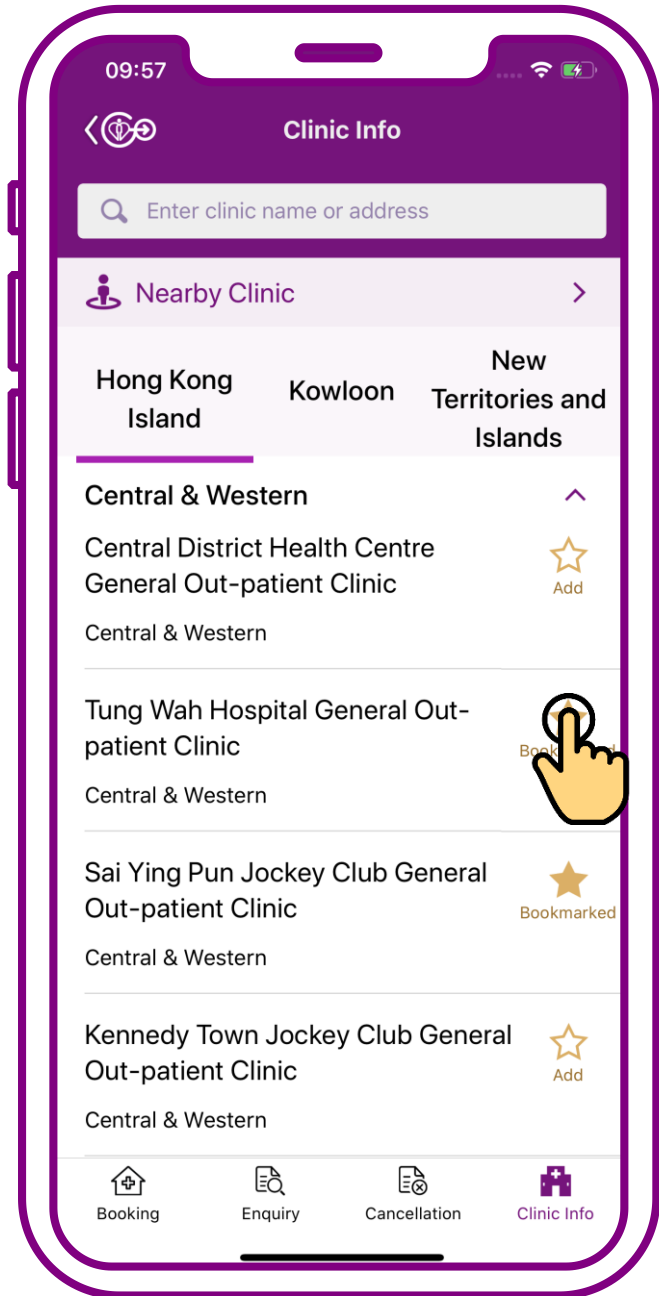 09:57
Clinic Info
Enter clinic name or address
Nearby Clinic
Hong Kong
Island
Kowloon
New
Territories and
Islands
Central & Western
Central District Health Centre
General Out-patient Clinic
Add
Central & Western
Tung Wah Hospital General Out-
patient Clinic
Central & Western
Sai Ying Pun Jockey Club General
Out-patient Clinic
Bookmarked
Central & Western
Kennedy Town Jockey Club General
Out-patient Clinic
Add
Central & Western
Booking
Enquiry
Cancellation
Clinic Info